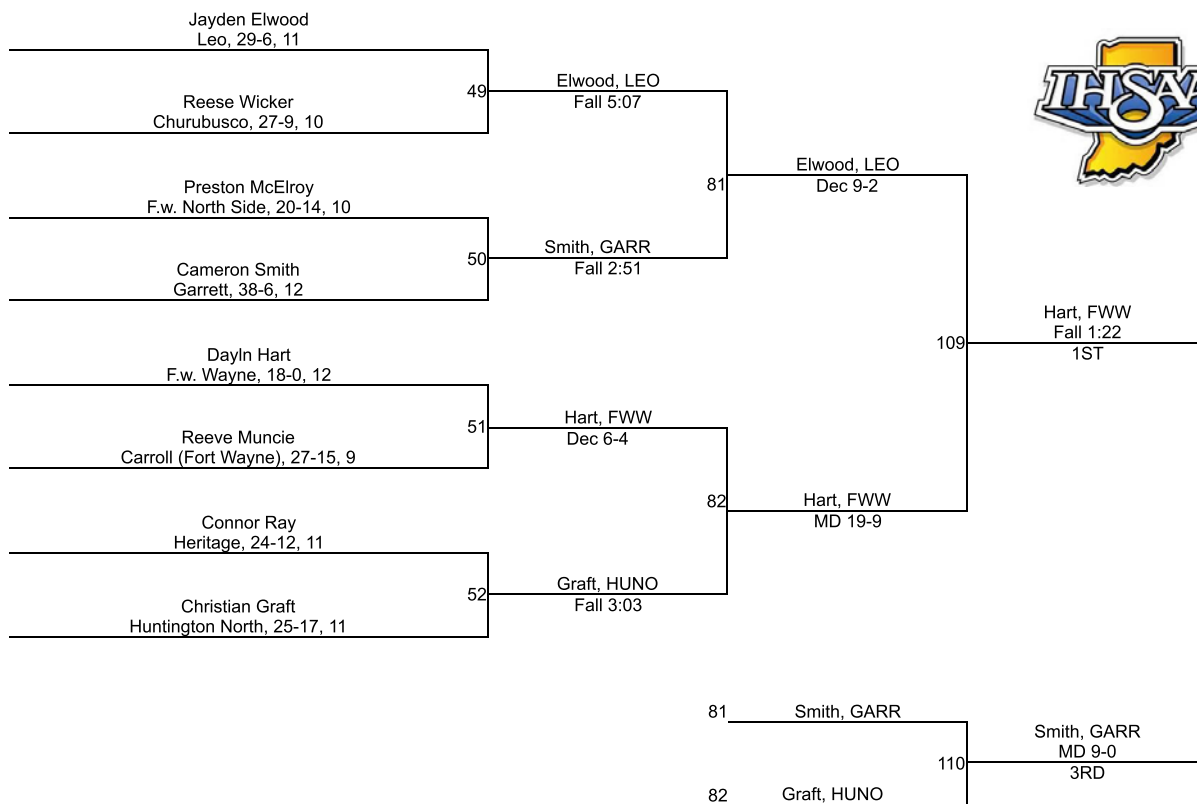 Jayden Elwood
Leo, 29-6, 11
49
Elwood, LEO
Fall 5:07
Reese Wicker
Churubusco, 27-9, 10
81
Elwood, LEO
Dec 9-2
Preston McElroy
F.w. North Side, 20-14, 10
50
Smith, GARR
Fall 2:51
Cameron Smith
Garrett, 38-6, 12
109
Hart, FWW
Fall 1:22
1ST
Dayln Hart
F.w. Wayne, 18-0, 12
51
Hart, FWW
Dec 6-4
Reeve Muncie
Carroll (Fort Wayne), 27-15, 9
82
Hart, FWW
MD 19-9
Connor Ray
Heritage, 24-12, 11
52
Graft, HUNO
Fall 3:03
Christian Graft
Huntington North, 25-17, 11
81
Smith, GARR
110
Smith, GARR
MD 9-0
3RD
82
Graft, HUNO
IHSAA